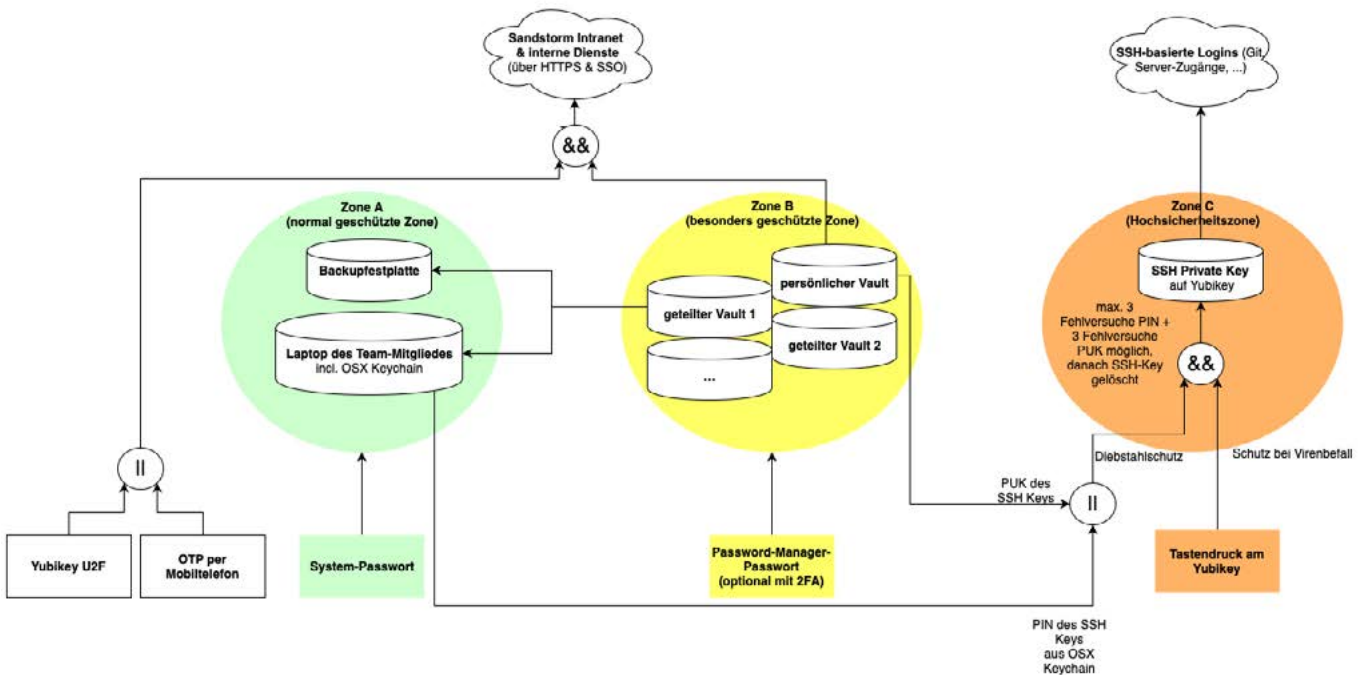 Sandstorm Intranet
& interne Dienste
(über HTTPS & SSO)
SSH-basierte Logins (Git,
Server-Zugänge, ...)
&&
Zone A
(normal geschützte Zone)
Backupfestplatte
Laptop des Team-Mitgliedes
incl. OSX Keychain
Zone B
(besonders geschützte Zone)
persönlicher Vault
geteilter Vault 1
geteilter Vault 2
...
Zone C
(Hochsicherheitszone)
SSH Private Key
auf Yubikey
max. 3
Fehlversuche PIN +
3 Fehlversuche
PUK möglich,
danach SSH-Key
gelöscht
&&
Diebstahlschutz
Schutz bei Virenbefall
||
PUK des
SSH Keys
||
Yubikey U2F
OTP per
Mobiltelefon
System-Passwort
Password-Manager-
Passwort
(optional mit 2FA)
Tastendruck am
Yubikey
PIN des SSH
Keys
aus OSX
Keychain